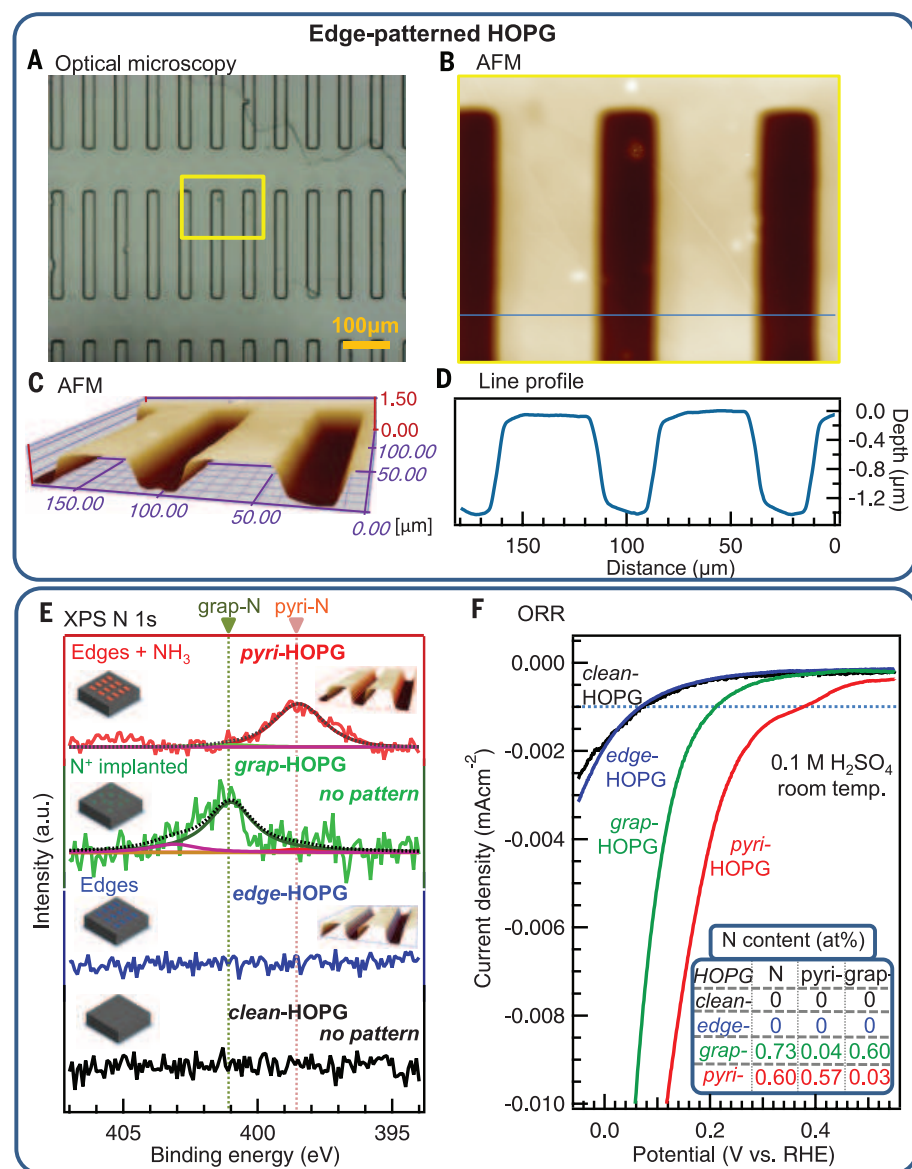 Edge-patterned HOPG
A Optical microscopy
100µm
B AFM
C AFM
1.50
0.00
100.00
50.00
150.00
100.00
50.00
0.00 [µm]
D Line profile
0.0
-0.4
-0.8
-1.2
Depth (µm)
150
100
50
0
Distance (µm)
E XPS N 1s
grap-N
pyri-N
Edges + NH₃
pyri-HOPG
N⁺ implanted
grap-HOPG
no pattern
Edges
edge-HOPG
clean-HOPG
no pattern
Intensity (a.u.)
405
400
395
Binding energy (eV)
F ORR
0.000
-0.002
-0.004
-0.006
-0.008
-0.010
Current density (mAcm⁻²)
clean-
HOPG
edge-
HOPG
grap-
HOPG
pyri-
HOPG
0.1 M H₂SO₄
room temp.
N content (at%)
HOPG N pyri- grap-
clean- 0 0 0
edge- 0 0 0
grap- 0.73 0.04 0.60
pyri- 0.60 0.57 0.03
0.0
0.2
0.4
Potential (V vs. RHE)